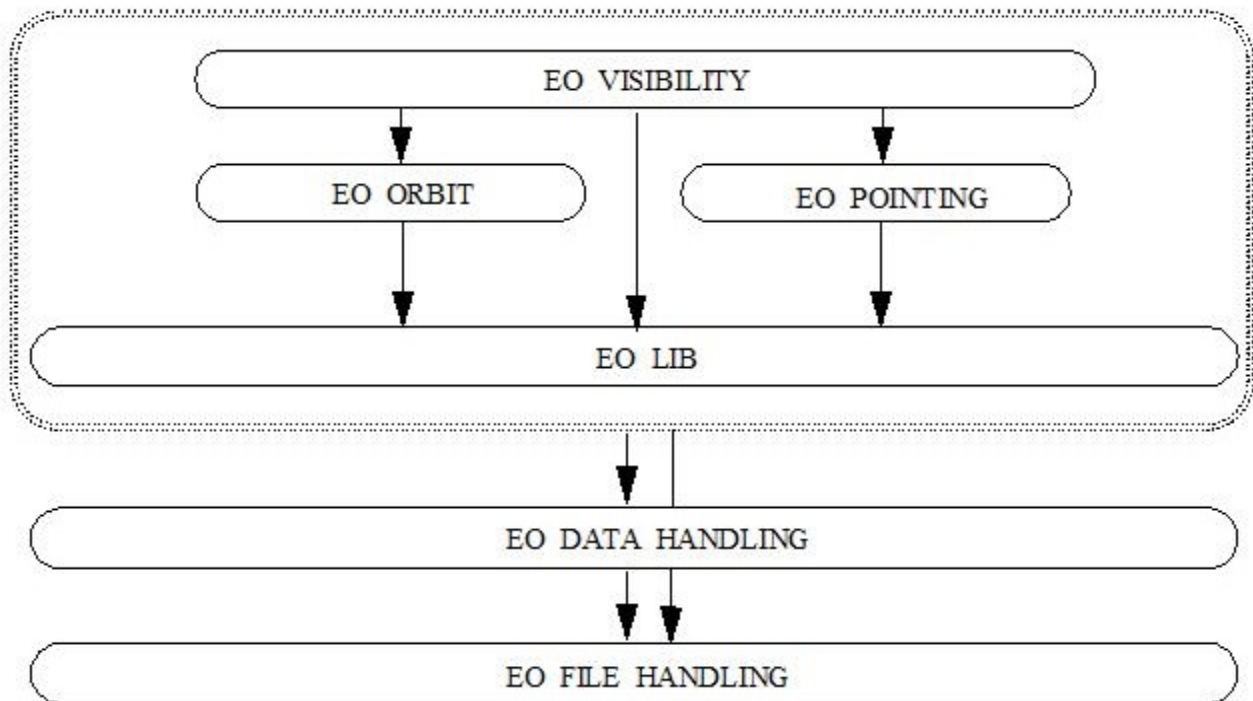 EO VISIBILITY
EO ORBIT
EO POINTING
EO LIB
EO DATA HANDLING
EO FILE HANDLING